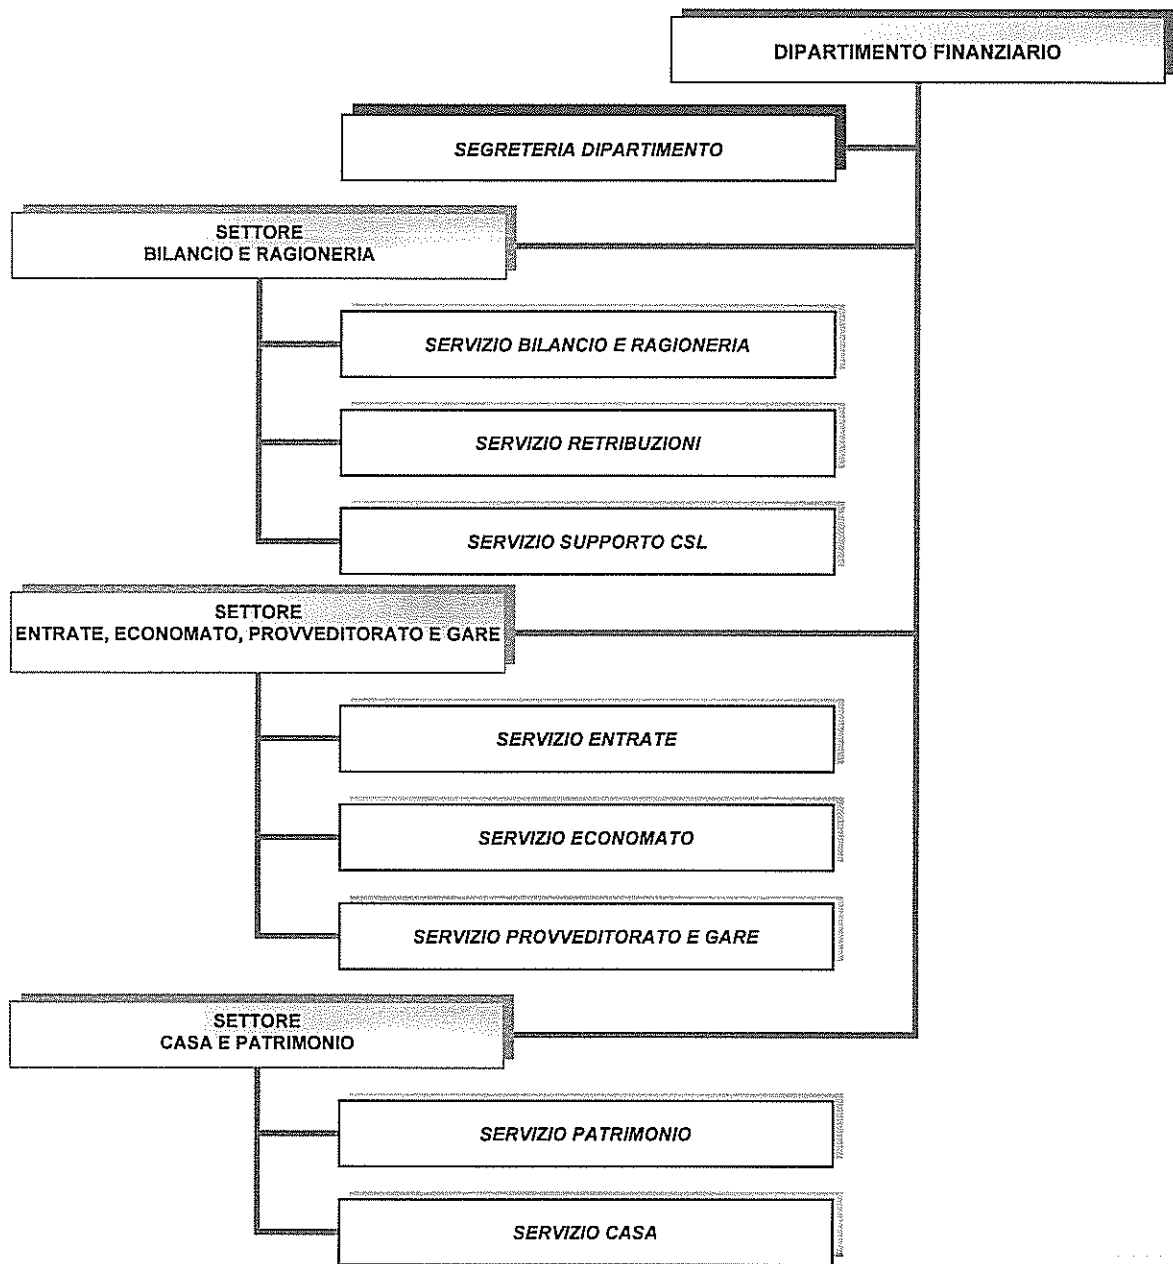 DIPARTIMENTO FINANZIARIO
SEGRETERIA DIPARTIMENTO
SETTORE
BILANCIO E RAGIONERIA
SERVIZIO BILANCIO E RAGIONERIA
SERVIZIO RETRIBUZIONI
SERVIZIO SUPPORTO CSL
SETTORE
ENTRATE, ECONOMATO, PROVVEDITORATO E GARE
SERVIZIO ENTRATE
SERVIZIO ECONOMATO
SERVIZIO PROVVEDITORATO E GARE
SETTORE
CASA E PATRIMONIO
SERVIZIO PATRIMONIO
SERVIZIO CASA